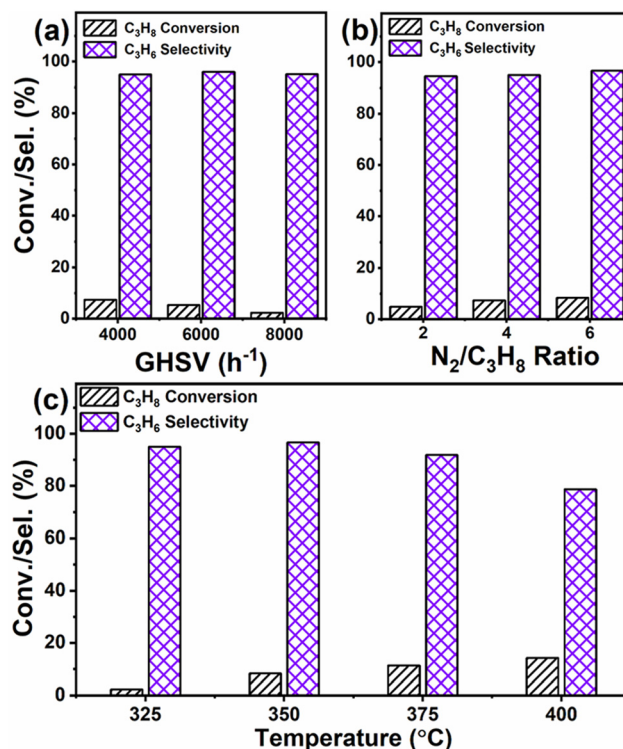 (a)
C₃H₈ Conversion
C₃H₆ Selectivity
Conv./Sel. (%)
100
80
60
40
20
0
4000 6000 8000
GHSV (h⁻¹)
(b)
C₃H₈ Conversion
C₃H₆ Selectivity
100
80
60
40
20
0
2 4 6
N₂/C₃H₈ Ratio
(c)
C₃H₈ Conversion
C₃H₆ Selectivity
Conv./Sel. (%)
100
80
60
40
20
0
325 350 375 400
Temperature (°C)